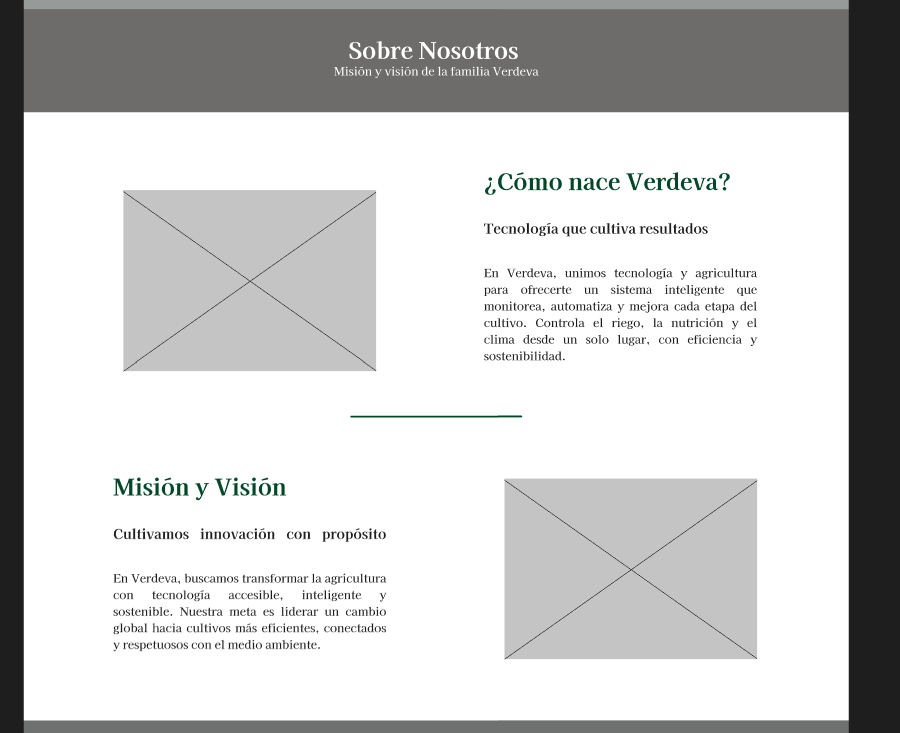 Sobre Nosotros
Misión y visión de la familia Verdeva
¿Cómo nace Verdeva?
Tecnología que cultiva resultados
En Verdeva, unimos tecnología y agricultura
para ofrecerte un sistema inteligente que
monitorea, automatiza y mejora cada etapa del
cultivo. Controla el riego, la nutrición y el
clima desde un solo lugar, con eficiencia y
sostenibilidad.
Misión y Visión
Cultivamos innovación con propósito
En Verdeva, buscamos transformar la agricultura
con tecnología accesible, inteligente y
sostenible. Nuestra meta es liderar un cambio
global hacia cultivos más eficientes, conectados
y respetuosos con el medio ambiente.